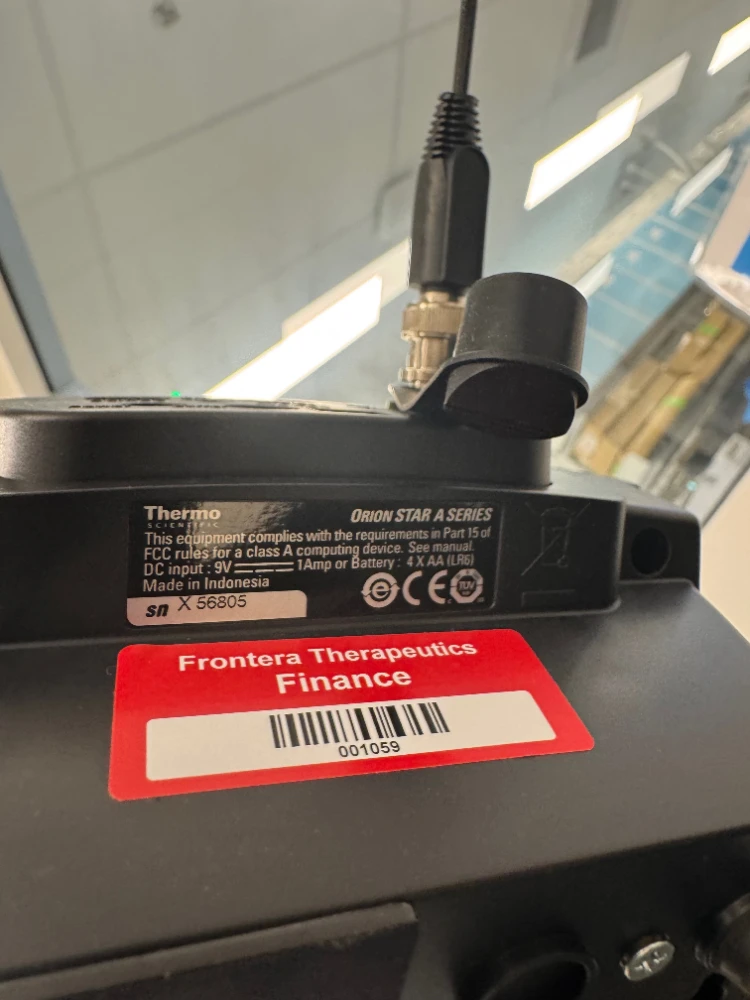 Thermo
SCIENTIFIC
ORION STAR A SERIES
This equipment complies with the requirements in Part 15 of
FCC rules for a class A computing device. See manual.
DC input : 9V 1Amp or Battery : 4 X AA (LR6)
Made in Indonesia
sn X 56805
CE
TÜV
Frontera Therapeutics
Finance
001059